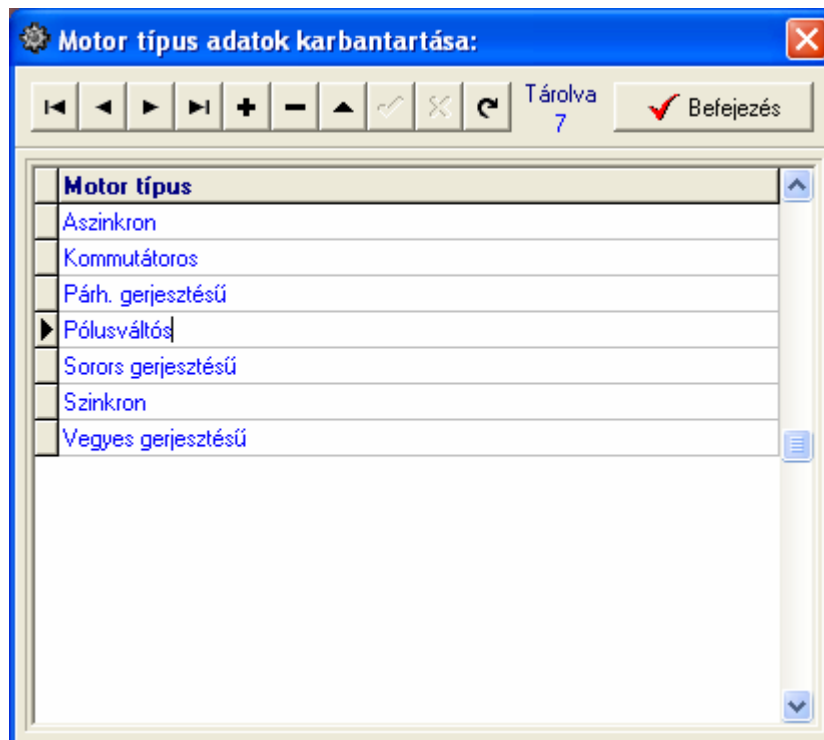 Motor típus adatok karbantartása:
Tárolva
7
Befejezés
Motor típus
Aszinkron
Kommutátoros
Párh. gerjesztésű
Pólusváltós
Sorors gerjesztésű
Szinkron
Vegyes gerjesztésű